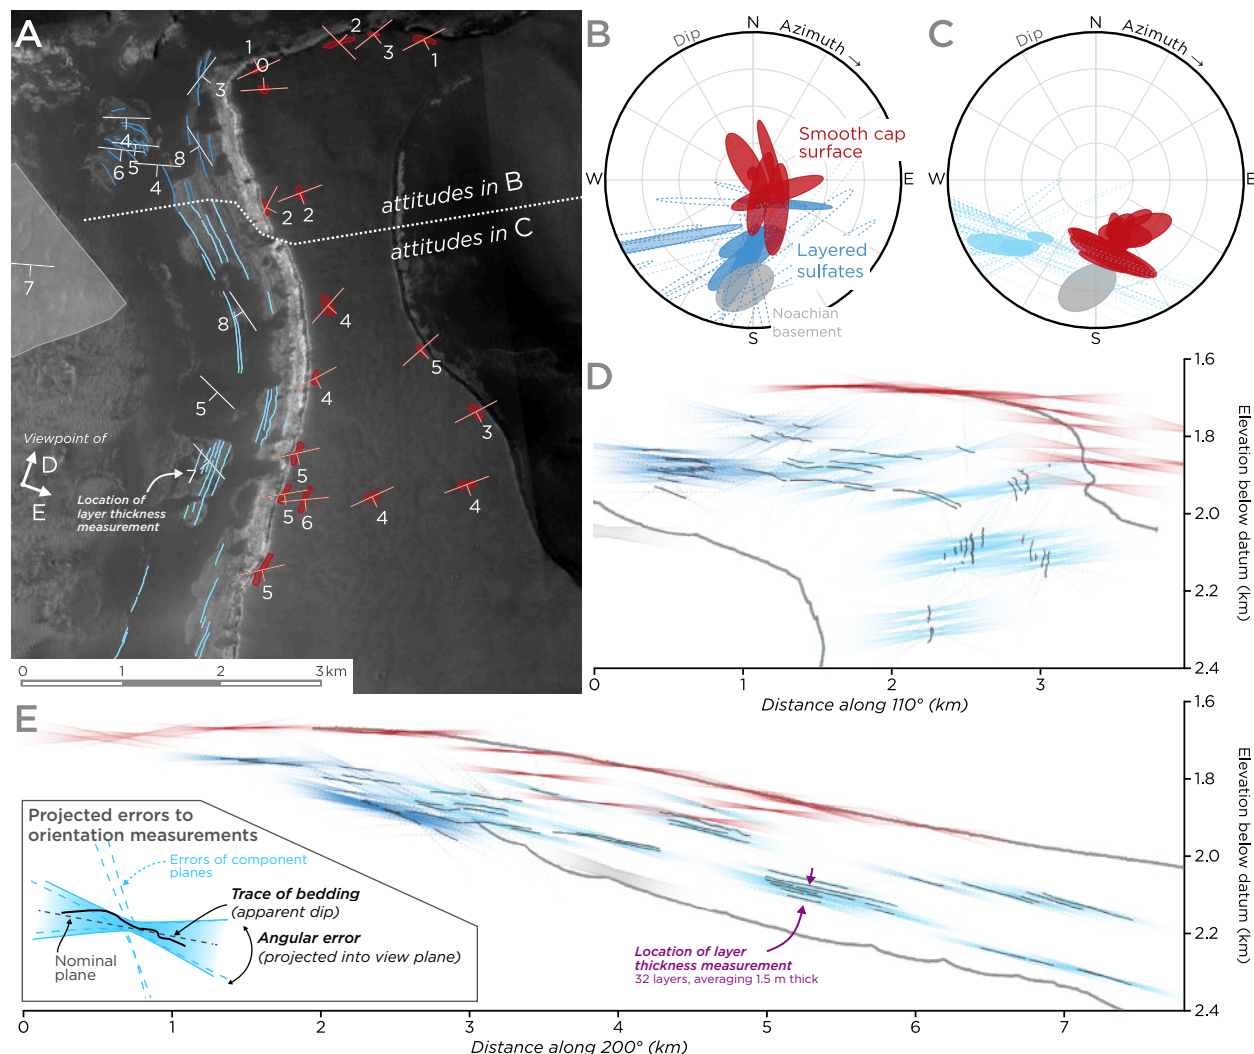 A
2
3
1
1
0
3
4
6
5
4
8
2
2
attitudes in B
attitudes in C
7
8
4
5
4
5
3
Viewpoint of
D
E
7
5
Location of
layer thickness
measurement
5
6
4
4
5
0
1
2
3 km
B
Dip
N
Azimuth →
W
E
S
Smooth cap
surface
Layered
sulfates
Noachian
basement
C
Dip
N
Azimuth →
W
E
S
D
1.6
1.8
2.0
2.2
2.4
Elevation below datum (km)
0
1
2
3
Distance along 110° (km)
E
1.6
1.8
2.0
2.2
2.4
Elevation below datum (km)
Projected errors to
orientation measurements
Errors of component
planes
Trace of bedding
(apparent dip)
Angular error
(projected into view plane)
Nominal
plane
Location of layer
thickness measurement
32 layers, averaging 1.5 m thick
0
1
2
3
4
5
6
7
Distance along 200° (km)